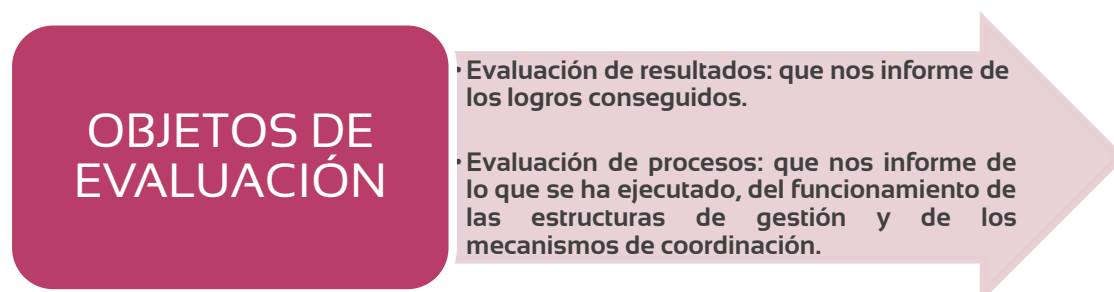 OBJETOS DE
EVALUACIÓN
• Evaluación de resultados: que nos informe de
los logros conseguidos.
• Evaluación de procesos: que nos informe de
lo que se ha ejecutado, del funcionamiento de
las estructuras de gestión y de los
mecanismos de coordinación.